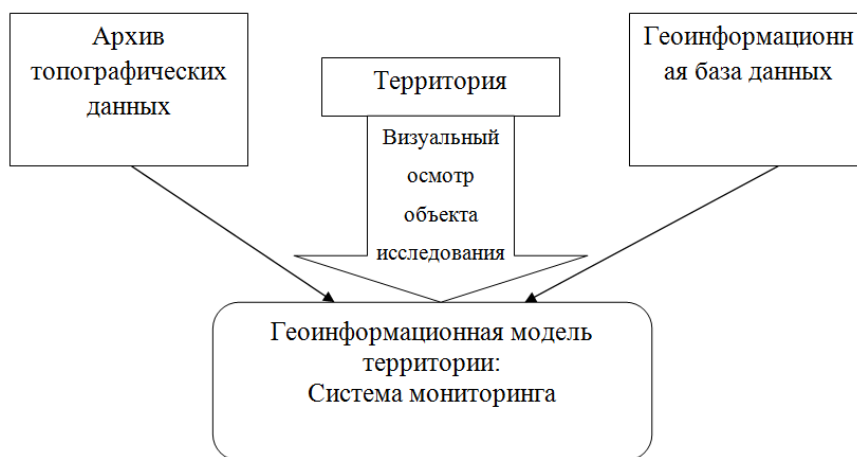 Архив
топографических
данных
Территория
Геоинформационн
ая база данных
Визуальный
осмотр
объекта
исследования
Геоинформационная модель
территории:
Система мониторинга